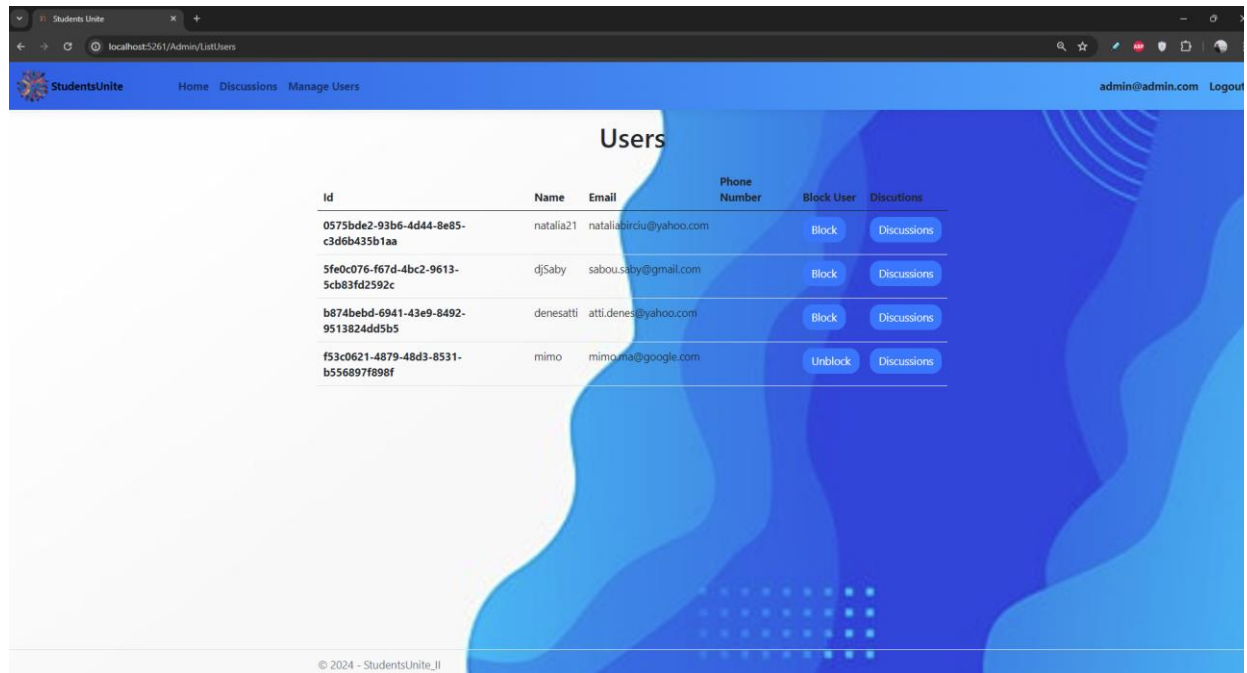 Students Unite
localhost:5261/Admin/ListUsers
StudentsUnite Home Discussions Manage Users admin@admin.com Logout
Users
Id Name Email Phone Number Block User Discutions
0575bde2-93b6-4d44-8e85-c3d6b435b1aa natalia21 nataliabirciu@yahoo.com Block Discussions
5fe0c076-f67d-4bc2-9613-5cb83fd2592c djSaby sabou.saby@gmail.com Block Discussions
b874bebd-6941-43e9-8492-9513824dd5b5 denesatti atti.denes@yahoo.com Block Discussions
f53c0621-4879-48d3-8531-b556897f898f mimo mimo.ma@google.com Unblock Discussions
© 2024 - StudentsUnite_II